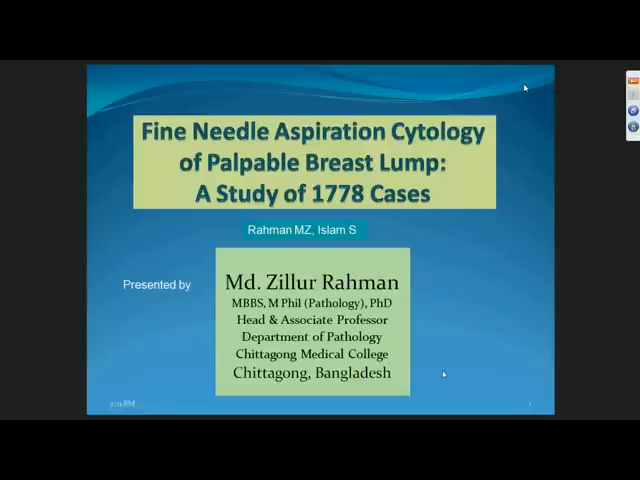 Fine Needle Aspiration Cytology
of Palpable Breast Lump:
A Study of 1778 Cases
Rahman MZ, Islam S
Presented by
Md. Zillur Rahman
MBBS, M Phil (Pathology), PhD
Head & Associate Professor
Department of Pathology
Chittagong Medical College
Chittagong, Bangladesh